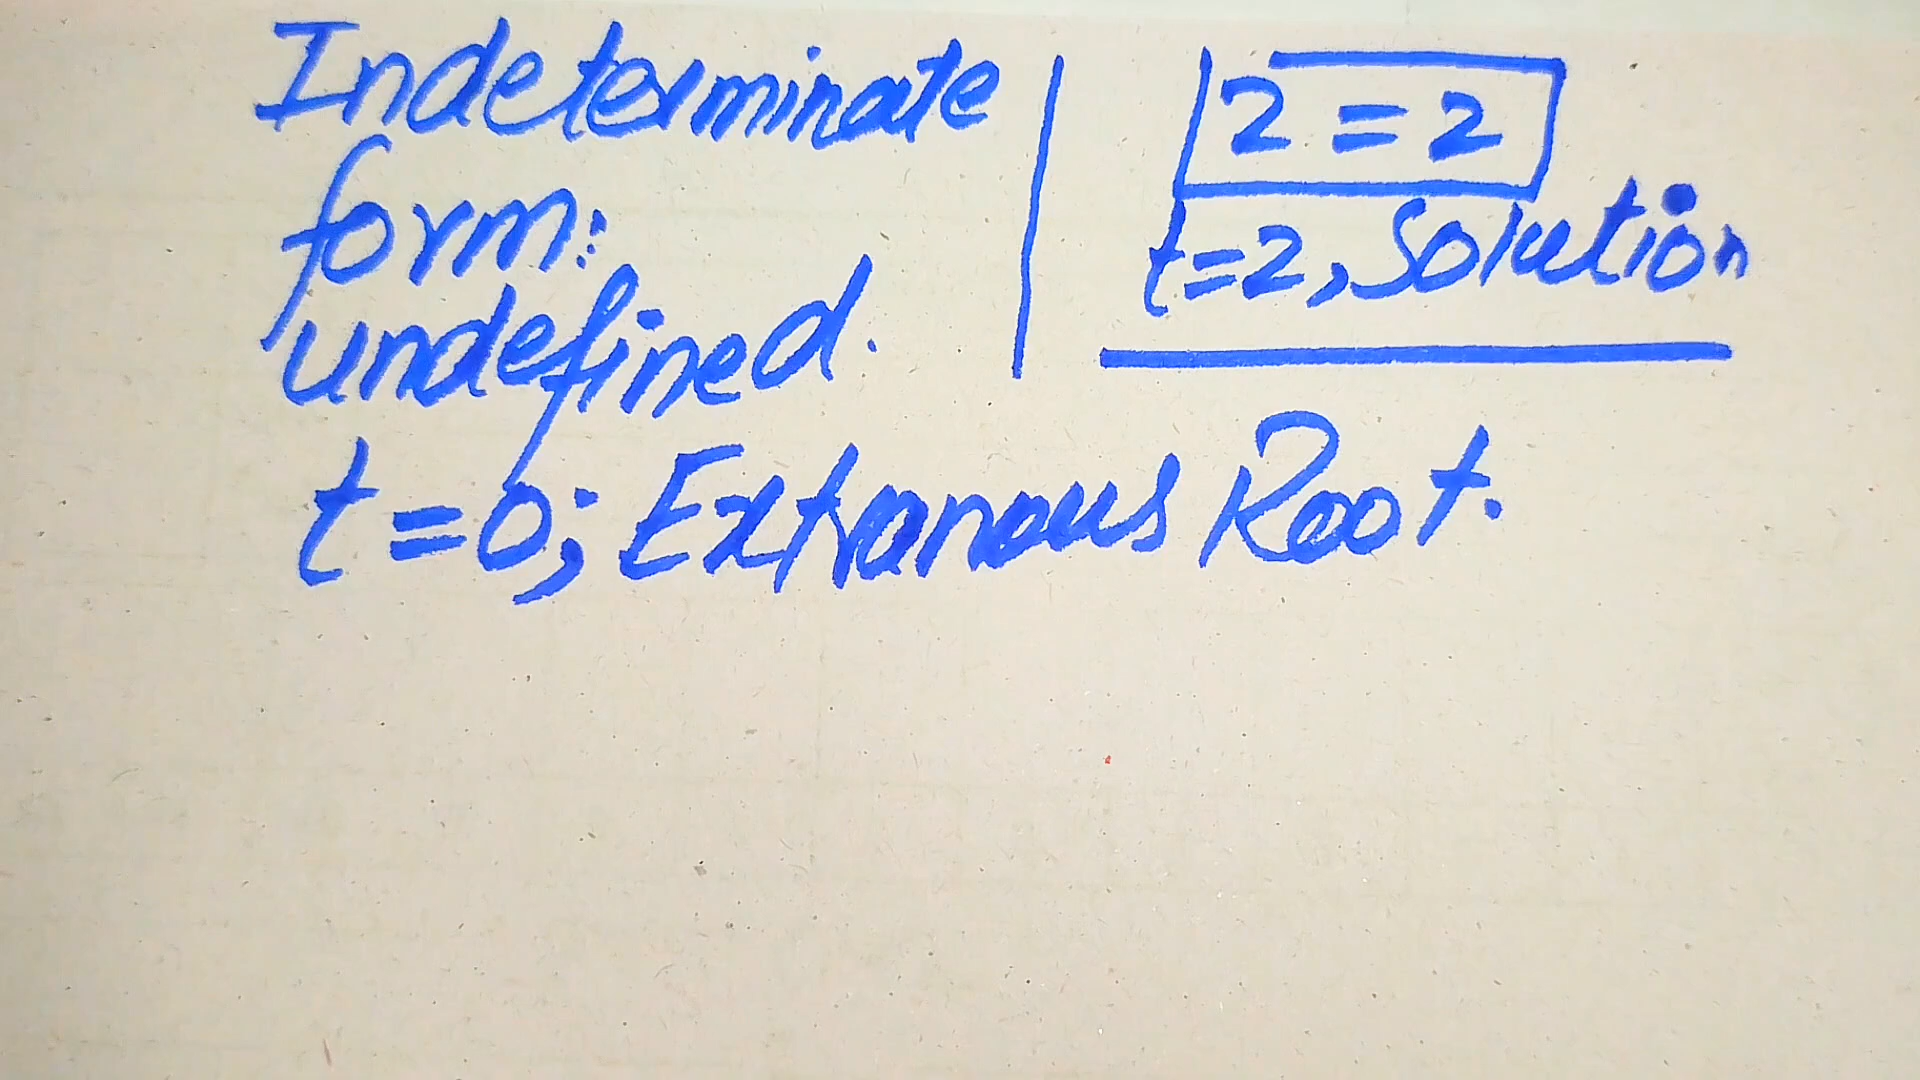 Indeterminate
form:
undefined.
2 = 2
t=2, Solution
t=0; Extranous Root.